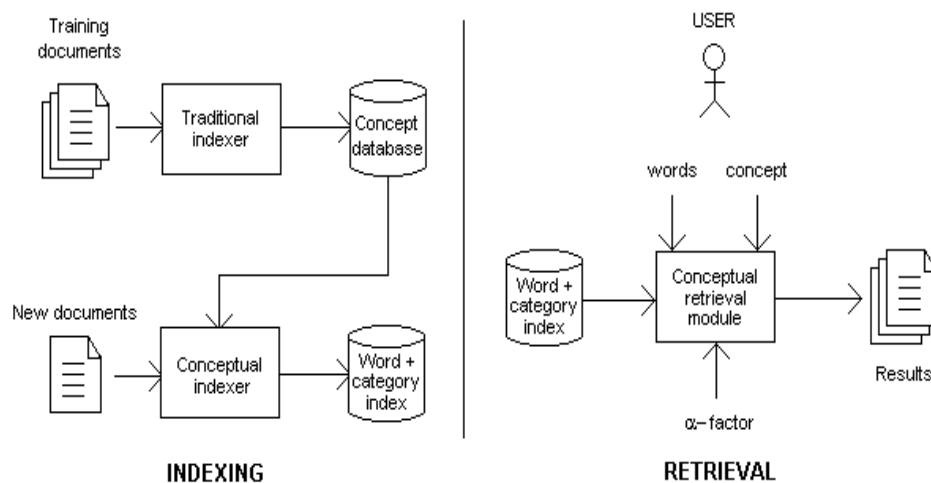 Training
documents
Traditional
indexer
Concept
database
New documents
Conceptual
indexer
Word +
category
index
INDEXING
USER
words
concept
Word +
category
index
Conceptual
retrieval
module
Results
α-factor
RETRIEVAL